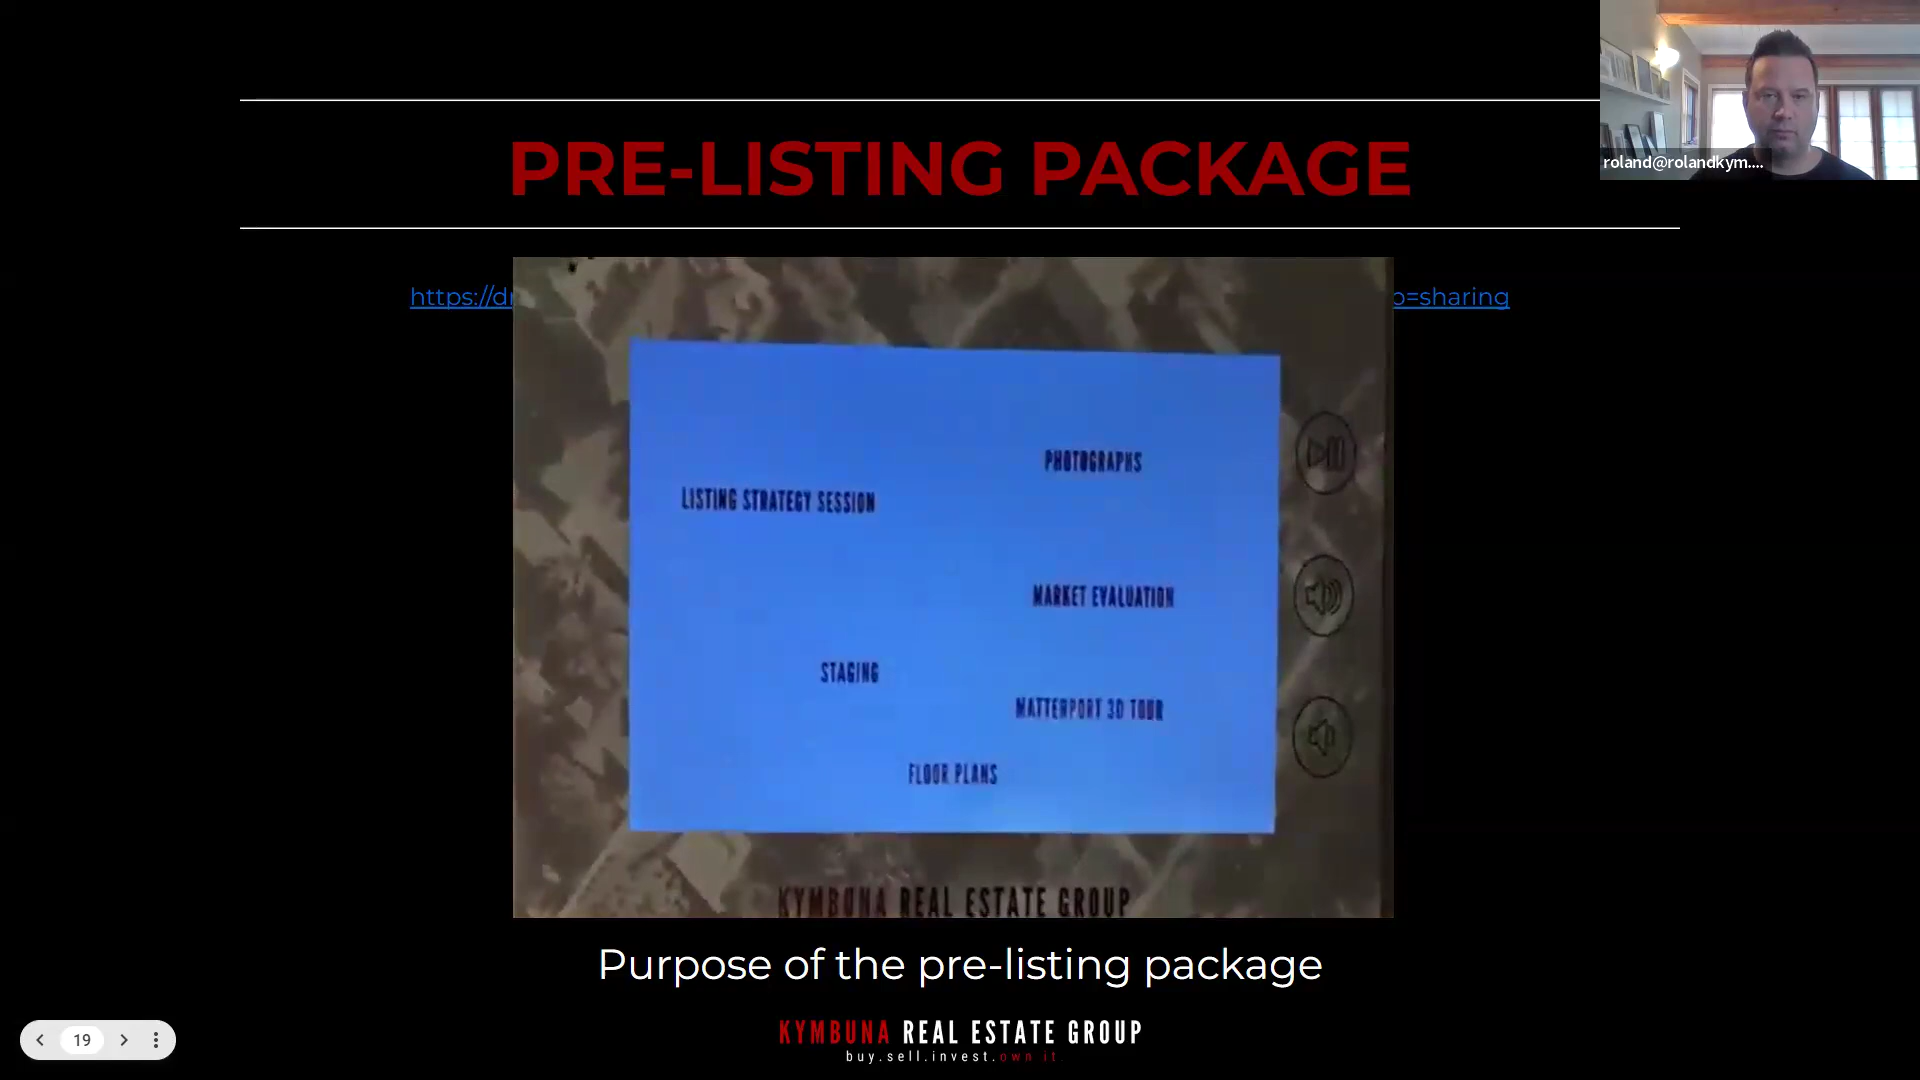 PRE-LISTING PACKAGE
roland@rolandkym....
https://dr
p=sharing
PHOTOGRAPHS
LISTING STRATEGY SESSION
MARKET EVALUATION
STAGING
MATTERPORT 3D TOUR
FLOOR PLANS
KYMBUNA REAL ESTATE GROUP
Purpose of the pre-listing package
KYMBUNA REAL ESTATE GROUP
buy.sell.invest.own it.
19